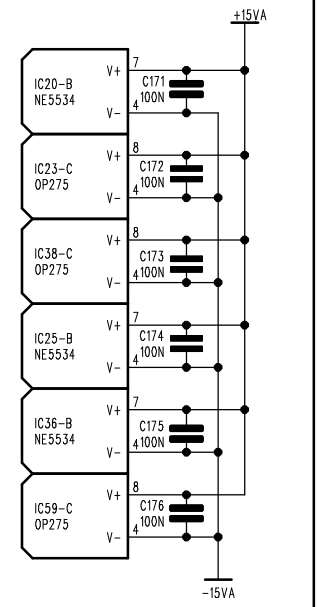 +15VA
IC20-B
NE5534
V+
7
V-
4
C171
100N
IC23-C
OP275
V+
8
V-
4
C172
100N
IC38-C
OP275
V+
8
V-
4
C173
100N
IC25-B
NE5534
V+
7
V-
4
C174
100N
IC36-B
NE5534
V+
7
V-
4
C175
100N
IC59-C
OP275
V+
8
V-
4
C176
100N
-15VA